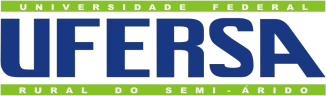 UNIVERSIDADE FEDERAL
UFERSA
RURAL DO SEMI-ÁRIDO